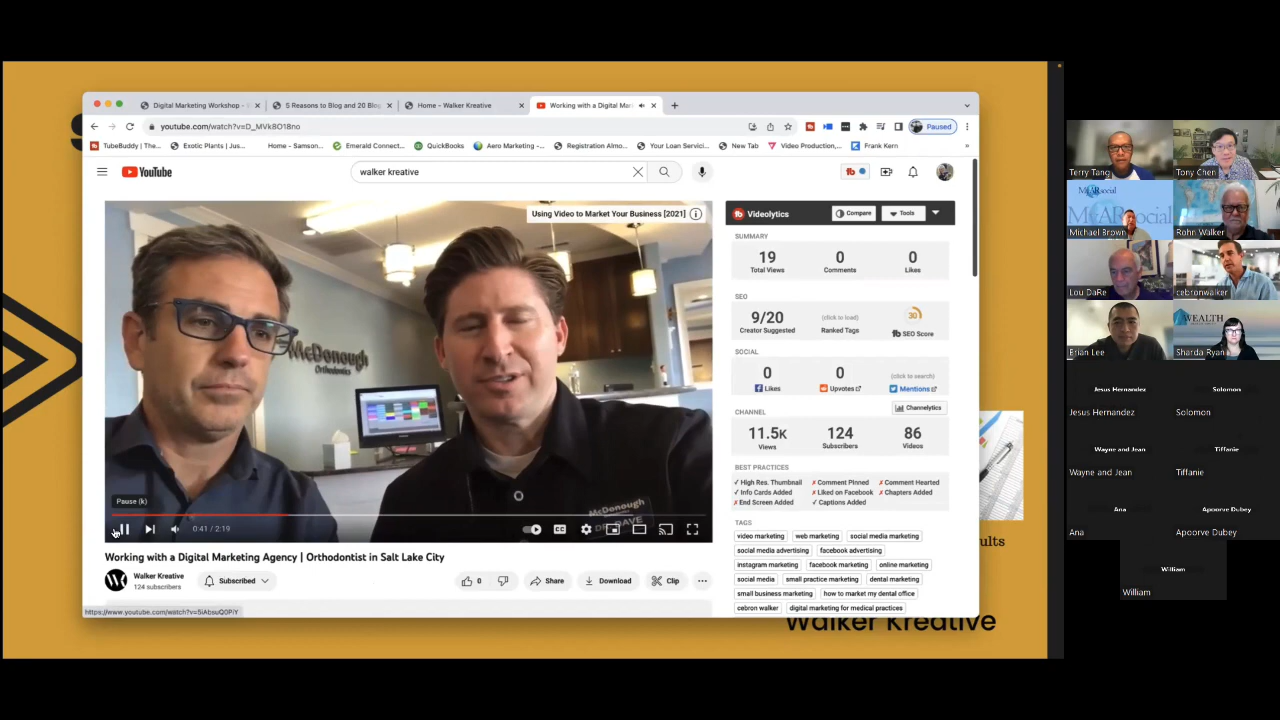 Digital Marketing Workshop -
5 Reasons to Blog and 20 Blog
Home - Walker Kreative
Working with a Digital Mar
youtube.com/watch?v=D_MVk8O18no
Paused
TubeBuddy | The...
Exotic Plants | Jus...
Home - Samson...
Emerald Connect...
QuickBooks
Aero Marketing -...
Registration Almo...
Your Loan Servici...
New Tab
Video Production,...
Frank Kern
»
YouTube
walker kreative
Using Video to Market Your Business [2021]
McDonough
Orthodontics
McDonough
DR. DAVE
Pause (k)
0:41 / 2:19
CC
Working with a Digital Marketing Agency | Orthodontist in Salt Lake City
Walker Kreative
124 subscribers
Subscribed
0
Share
Download
Clip
https://www.youtube.com/watch?v=5iAbsuQ0PiY
Videolytics
Compare
Tools
SUMMARY
19
0
0
Total Views
Comments
Likes
SEO
9/20
(click to load)
30
Creator Suggested
Ranked Tags
SEO Score
SOCIAL
0
0
(click to search)
Likes
Upvotes
Mentions
CHANNEL
Channelytics
11.5K
124
86
Views
Subscribers
Videos
BEST PRACTICES
✓ High Res. Thumbnail
✗ Comment Pinned
✗ Comment Hearted
✓ Info Cards Added
✗ Liked on Facebook
✗ Chapters Added
✗ End Screen Added
✓ Captions Added
TAGS
video marketing
web marketing
social media marketing
social media advertising
facebook advertising
instagram marketing
facebook marketing
online marketing
social media
small practice marketing
dental marketing
small business marketing
how to market my dental office
cebron walker
digital marketing for medical practices
ults
Walker Kreative
Terry Tang
Tony Chen
McARsocial
Michael Brown
Rohn Walker
Lou DaRe
cebronwalker
WEALTH
Brian Lee
Sharda Ryan
Jesus Hernandez
Solomon
Jesus Hernandez
Solomon
Wayne and Jean
Tiffanie
Wayne and Jean
Tiffanie
Ana
Apoorve Dubey
Ana
Apoorve Dubey
William
William